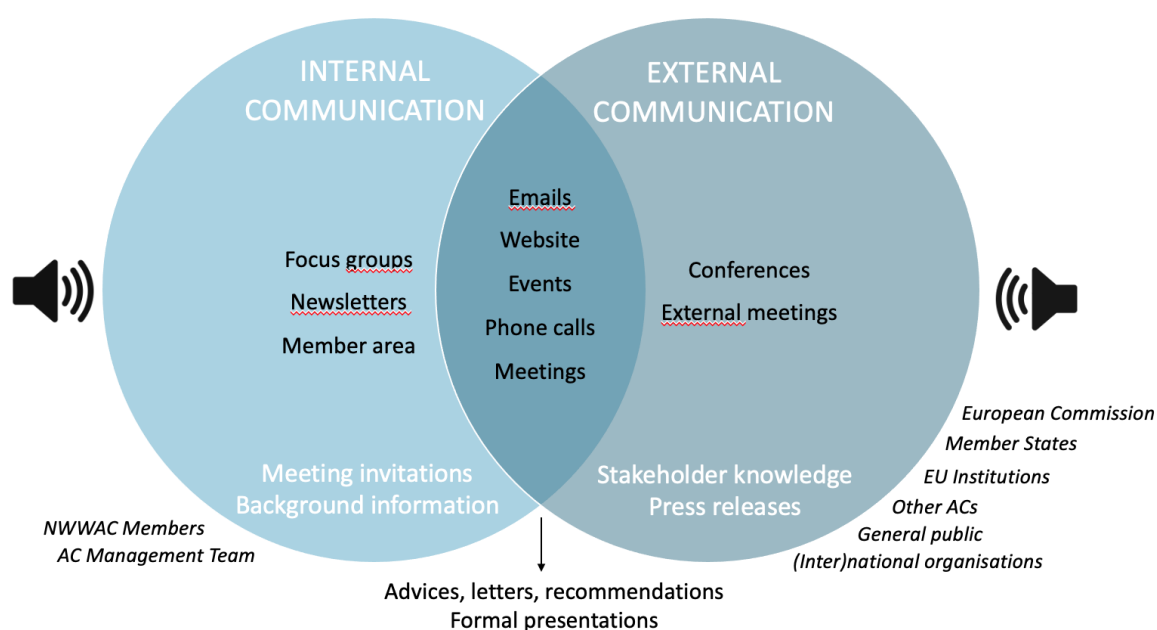 INTERNAL
COMMUNICATION
EXTERNAL
COMMUNICATION
Emails
Website
Events
Phone calls
Meetings
Focus groups
Newsletters
Member area
Conferences
External meetings
Meeting invitations
Background information
Stakeholder knowledge
Press releases
NWWAC Members
AC Management Team
European Commission
Member States
EU Institutions
Other ACs
General public
(Inter)national organisations
Advices, letters, recommendations
Formal presentations